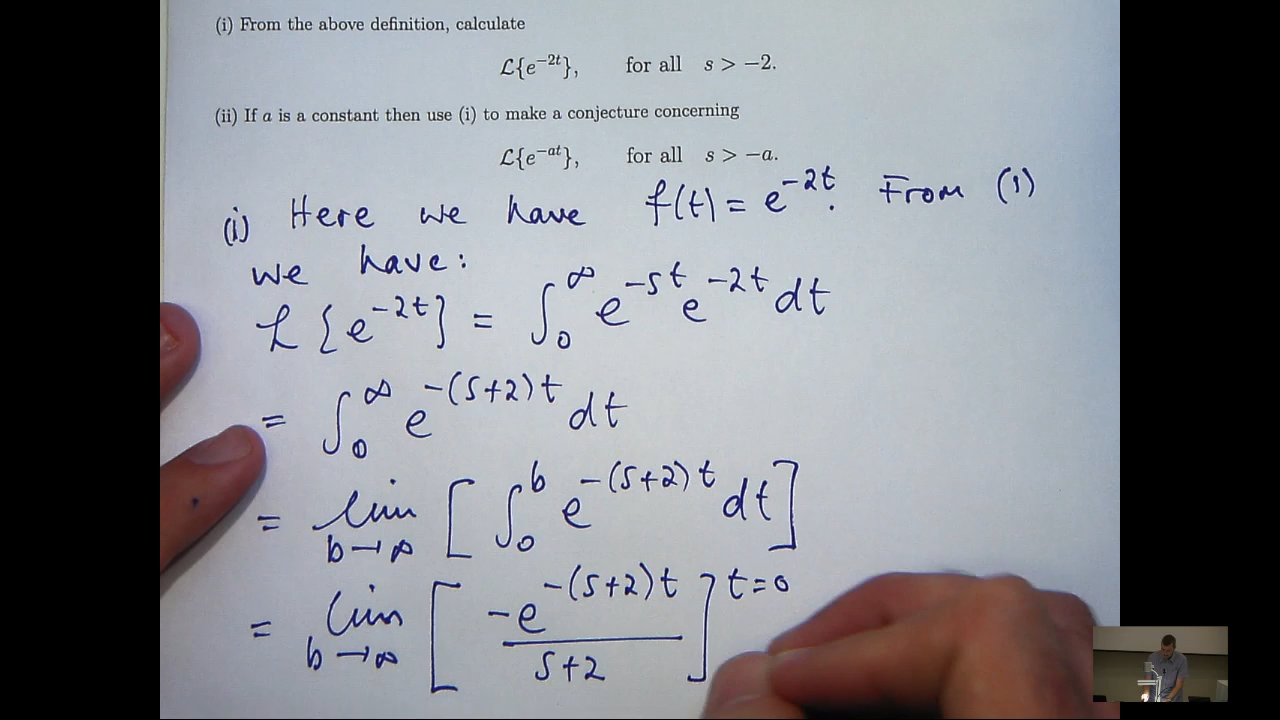 (i) From the above definition, calculate
ℒ{e^{-2t}}, for all s > −2.
(ii) If a is a constant then use (i) to make a conjecture concerning
ℒ{e^{-at}}, for all s > −a.
(i) Here we have f(t) = e^{-2t}. From (1)
we have:
ℒ{e^{-2t}} = ∫_0^∞ e^{-st} e^{-2t} dt
= ∫_0^∞ e^{-(s+2)t} dt
= lim_{b→∞} [ ∫_0^b e^{-(s+2)t} dt ]
= lim_{b→∞} [ -e^{-(s+2)t} / s+2 ]^{t=0}